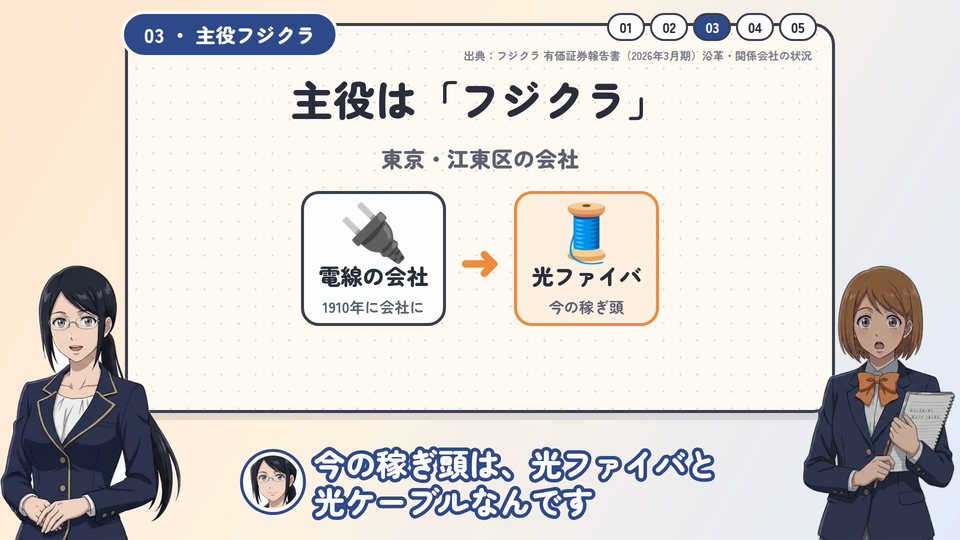 03 ・ 主役フジクラ
01 02 03 04 05
出典：フジクラ 有価証券報告書（2026年3月期）沿革・関係会社の状況
主役は「フジクラ」
東京・江東区の会社
電線の会社
1910年に会社に
光ファイバ
今の稼ぎ頭
今の稼ぎ頭は、光ファイバと
光ケーブルなんです